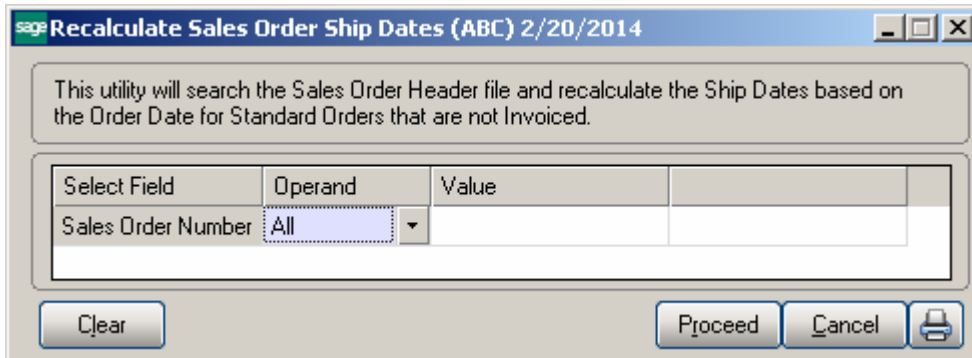 sage Recalculate Sales Order Ship Dates (ABC) 2/20/2014
This utility will search the Sales Order Header file and recalculate the Ship Dates based on
the Order Date for Standard Orders that are not Invoiced.
Select Field Operand Value
Sales Order Number All
Clear Proceed Cancel